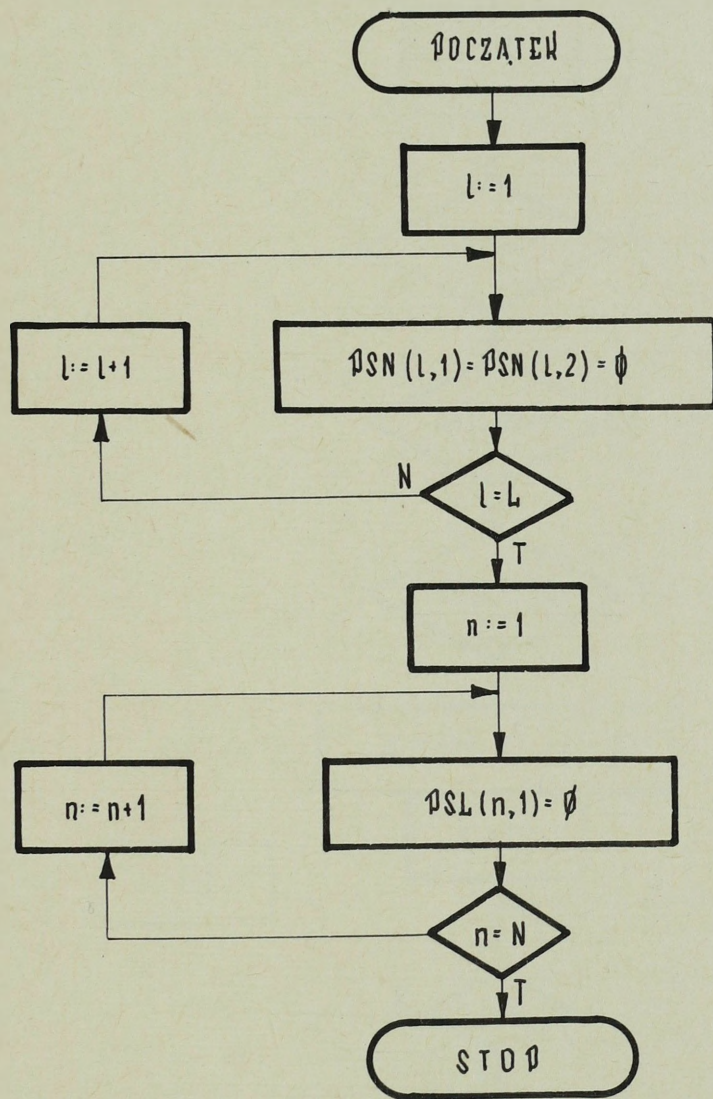 POCZĄTEK
l:=1
l:=l+1
PSN(l,1)=PSN(l,2)=∅
N
l=L
T
n:=1
n:=n+1
PSL(n,1)=∅
n=N
T
STOP